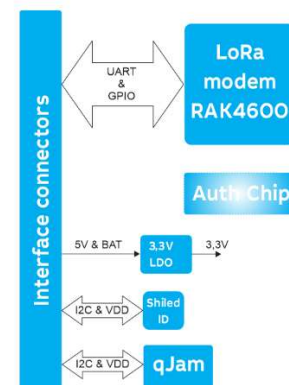 Interface connectors
UART
&
GPIO
LoRa
modem
RAK4600
Auth Chip
5V & BAT
3,3V
LDO
3,3V
I2C & VDD
Shiled
ID
I2C & VDD
qJam